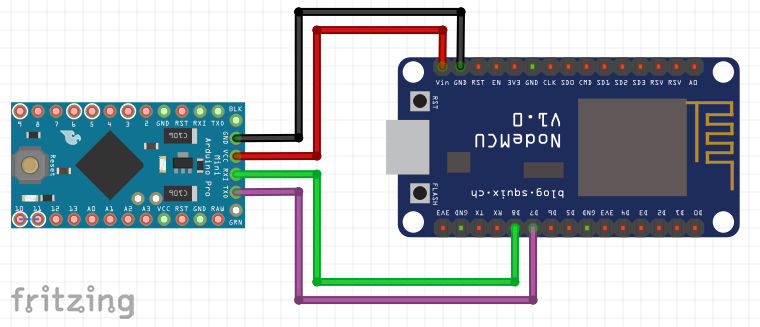 BLK
9 8 7 6 5 4 3 2 GND RST RXI TXO
GND
VCC
RXI
TXO
C106
C106
Mini
Arduino Pro
Reset
10 11 12 13 A0 A1 A2 A3 VCC RST GND RAW
GRN
Vin GND RST EN 3V3 GND CLK SD0 CMD SD1 SD2 SD3 RSV RSV A0
RST
V1.0
NodeMCU
blog.squix.ch
FLASH
3V3 GND TX RX D8 D7 D6 D5 GND 3V3 D4 D3 D2 D1 D0
fritzing